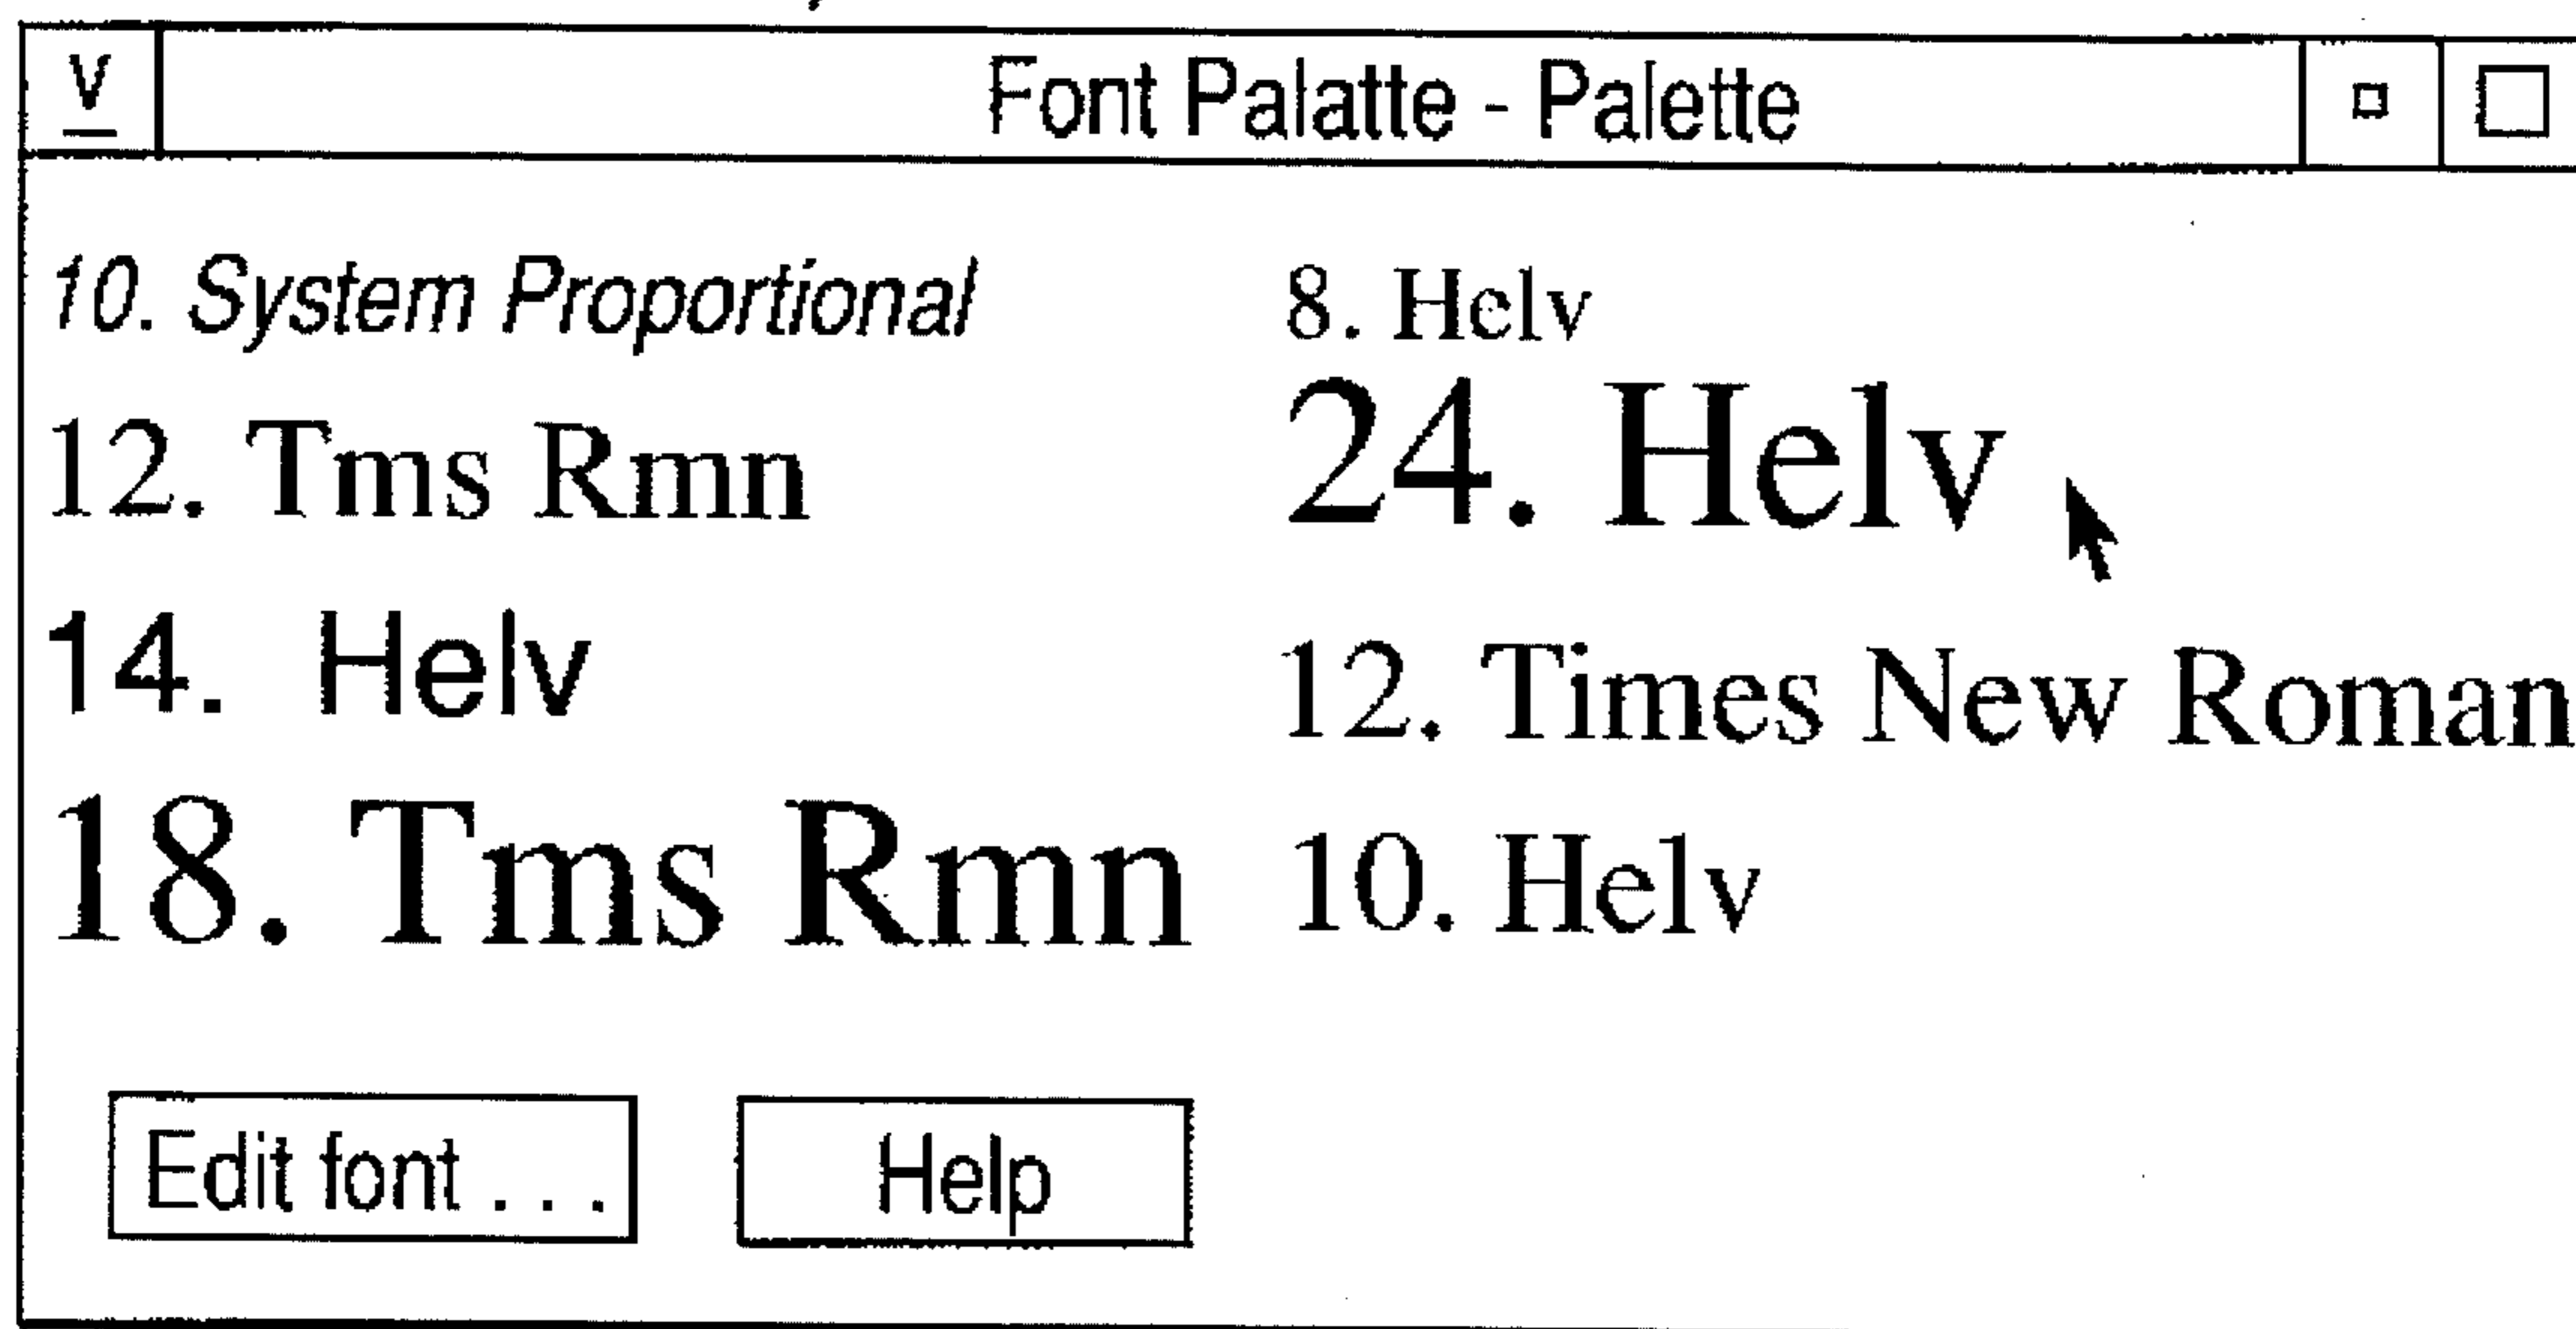 v Font Palatte - Palette
10. System Proportional
12. Tms Rmn
14. Helv
18. Tms Rmn
8. Helv
24. Helv
12. Times New Roman
10. Helv
Edit font . . .
Help